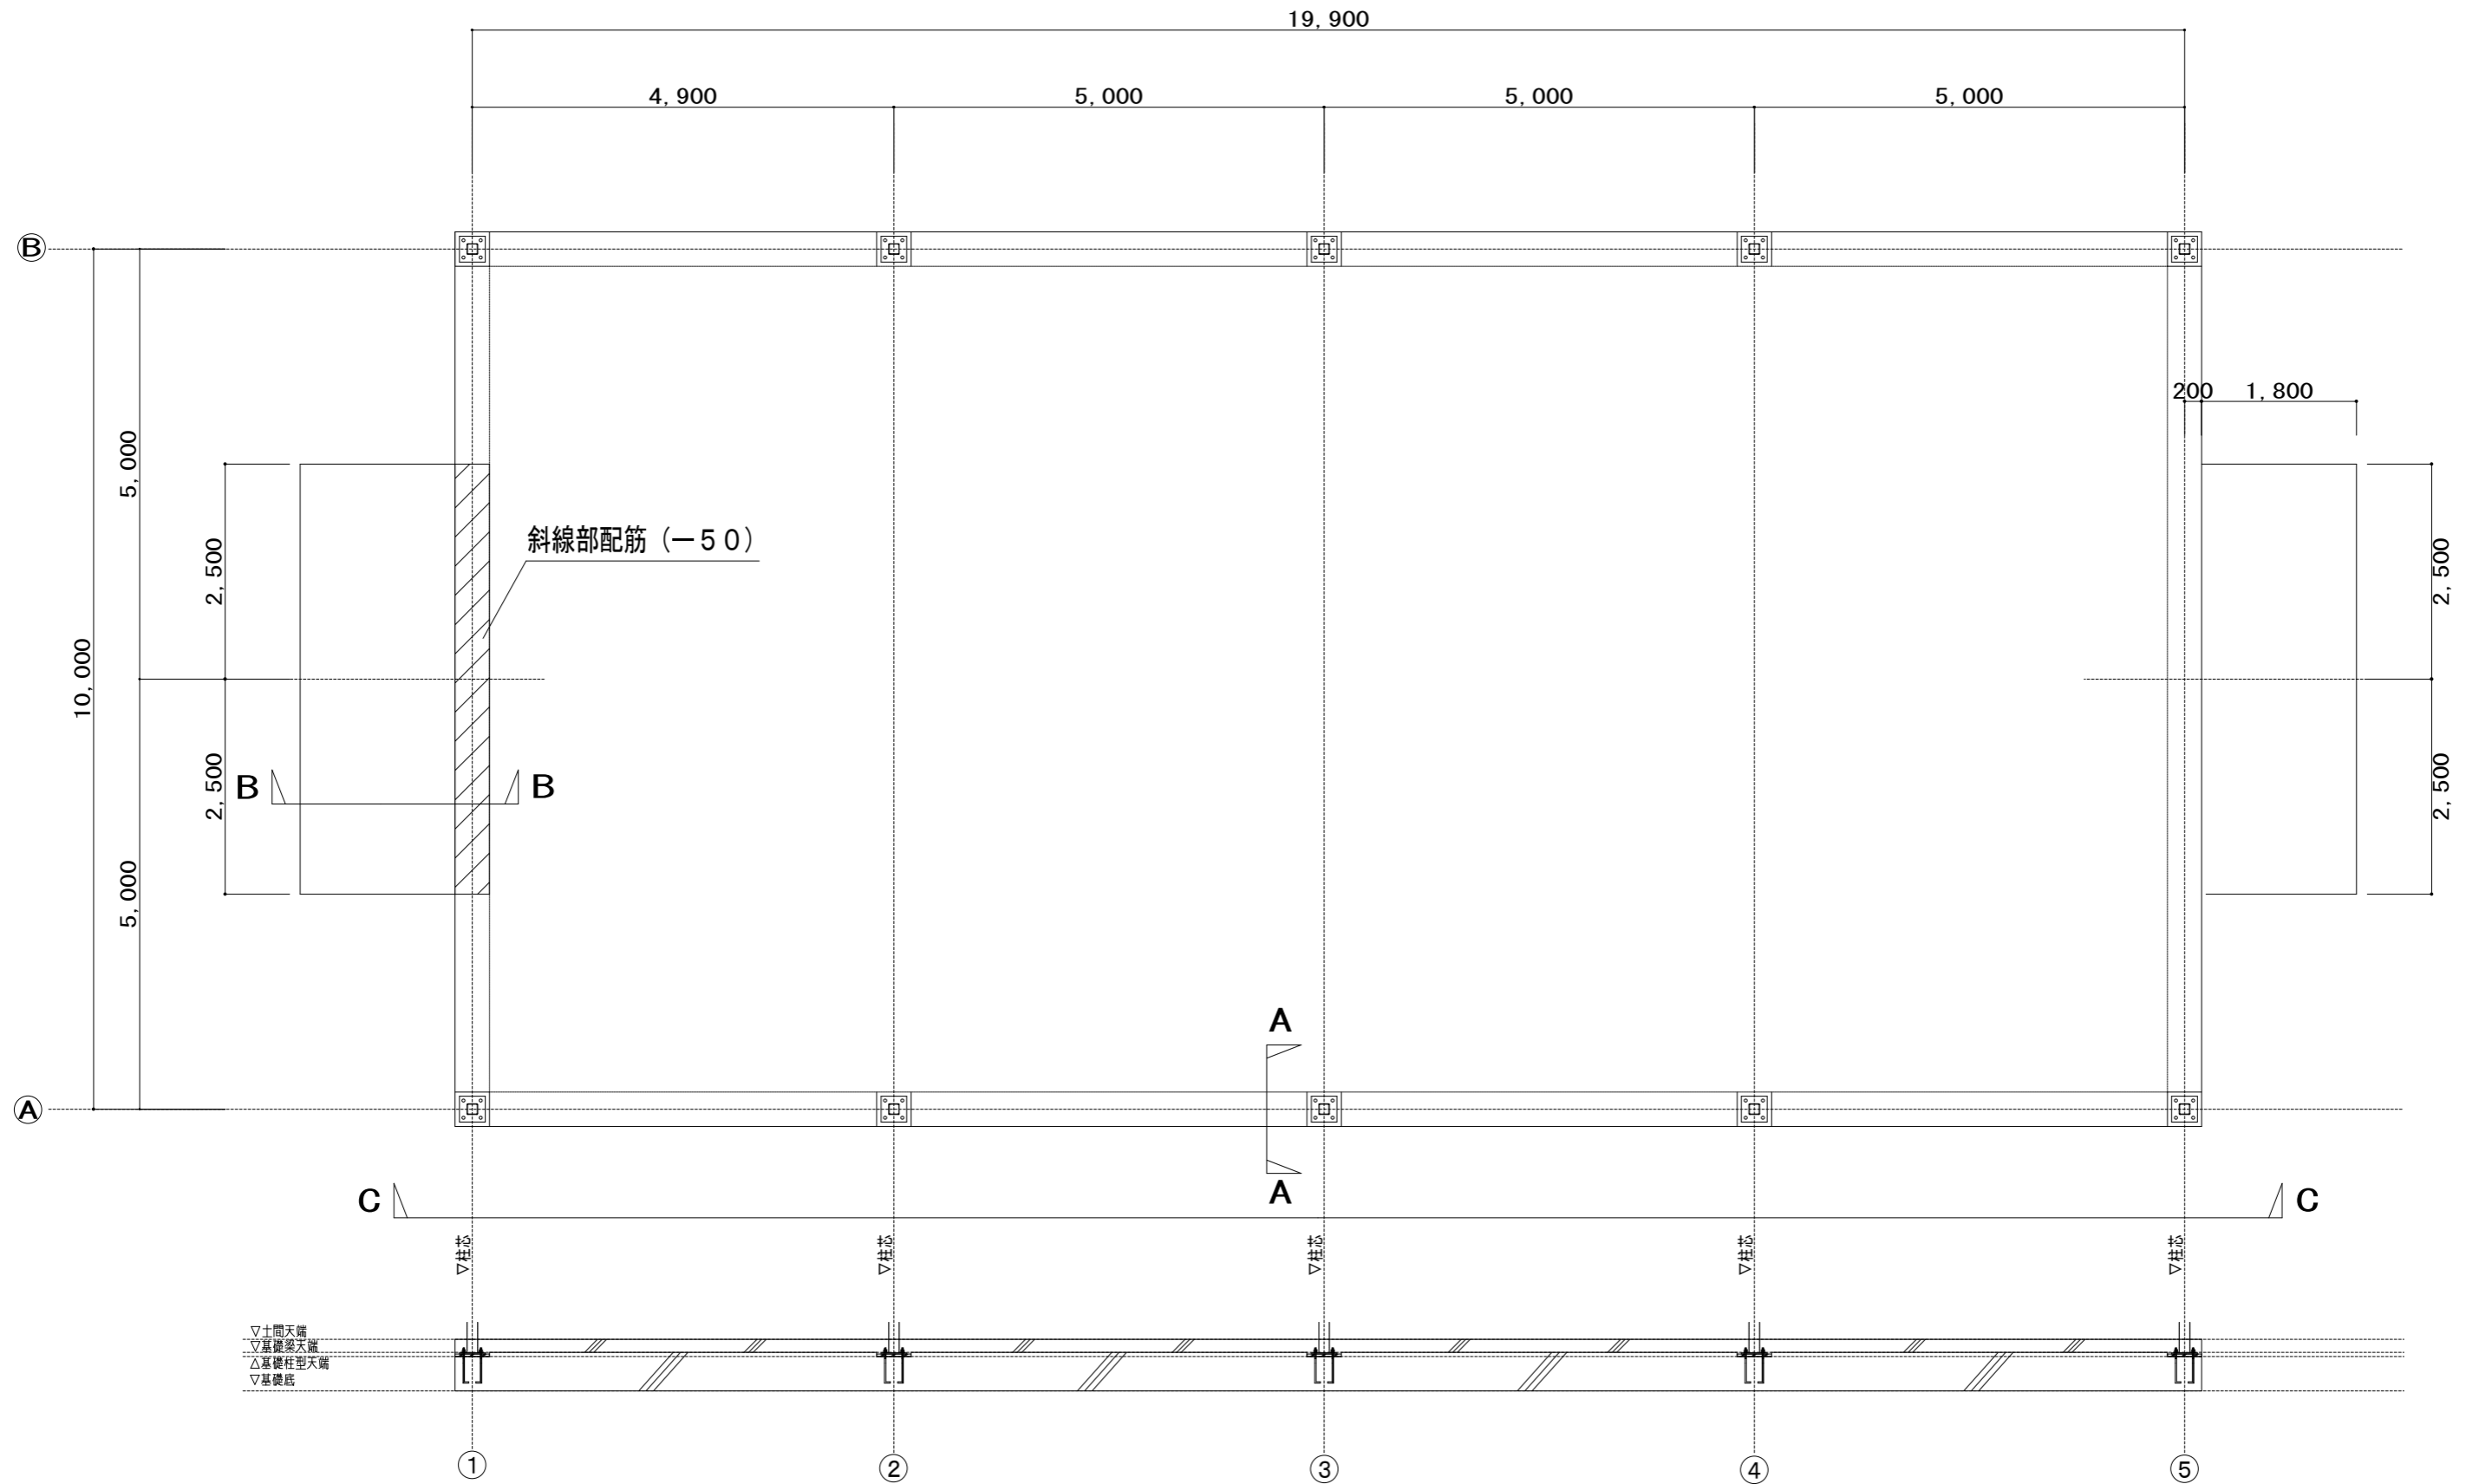 19,900
4,900
5,000
5,000
5,000
B
200
1,800
5,000
2,500
2,500
斜線部配筋（－５０）
10,000
2,500
2,500
B
B
5,000
A
A
A
C
C
▽柱芯
▽柱芯
▽柱芯
▽柱芯
▽柱芯
▽土間天端
▽基礎梁天端
△基礎柱型天端
▽基礎底
①
②
③
④
⑤